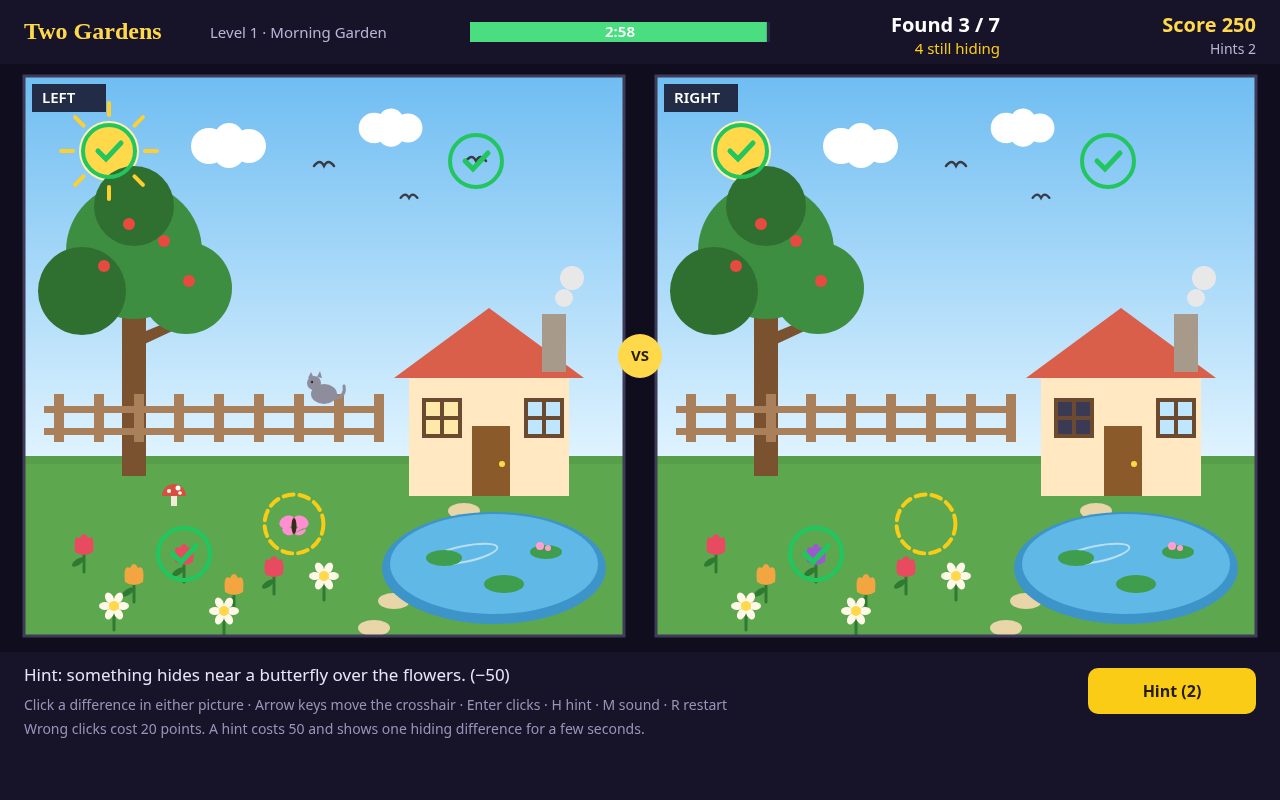 Two Gardens
Level 1 · Morning Garden
2:58
Found 3 / 7
4 still hiding
Score 250
Hints 2
LEFT
RIGHT
VS
Hint: something hides near a butterfly over the flowers. (−50)
Click a difference in either picture · Arrow keys move the crosshair · Enter clicks · H hint · M sound · R restart
Wrong clicks cost 20 points. A hint costs 50 and shows one hiding difference for a few seconds.
Hint (2)